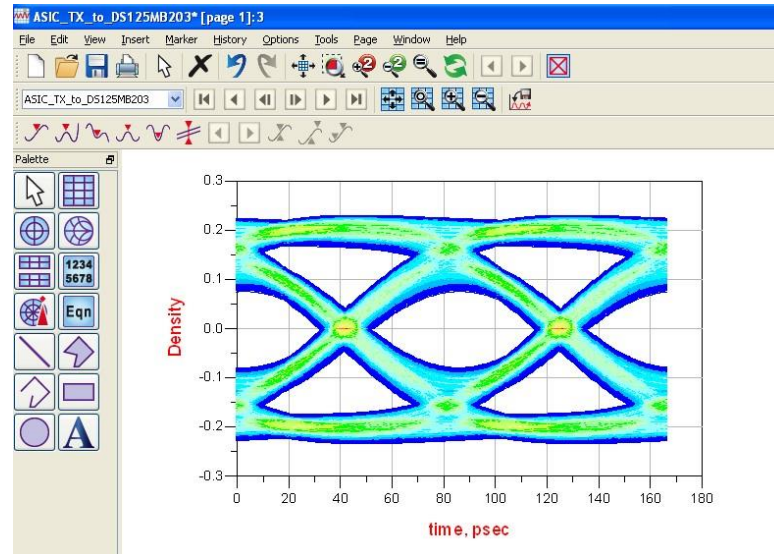 ASIC_TX_to_DS125MB203* [page 1]:3
File Edit View Insert Marker History Options Tools Page Window Help
ASIC_TX_to_DS125MB203
Palette
1234
5678
Eqn
A
0.3
0.2
0.1
0.0
-0.1
-0.2
-0.3
Density
0 20 40 60 80 100 120 140 160 180
time, psec